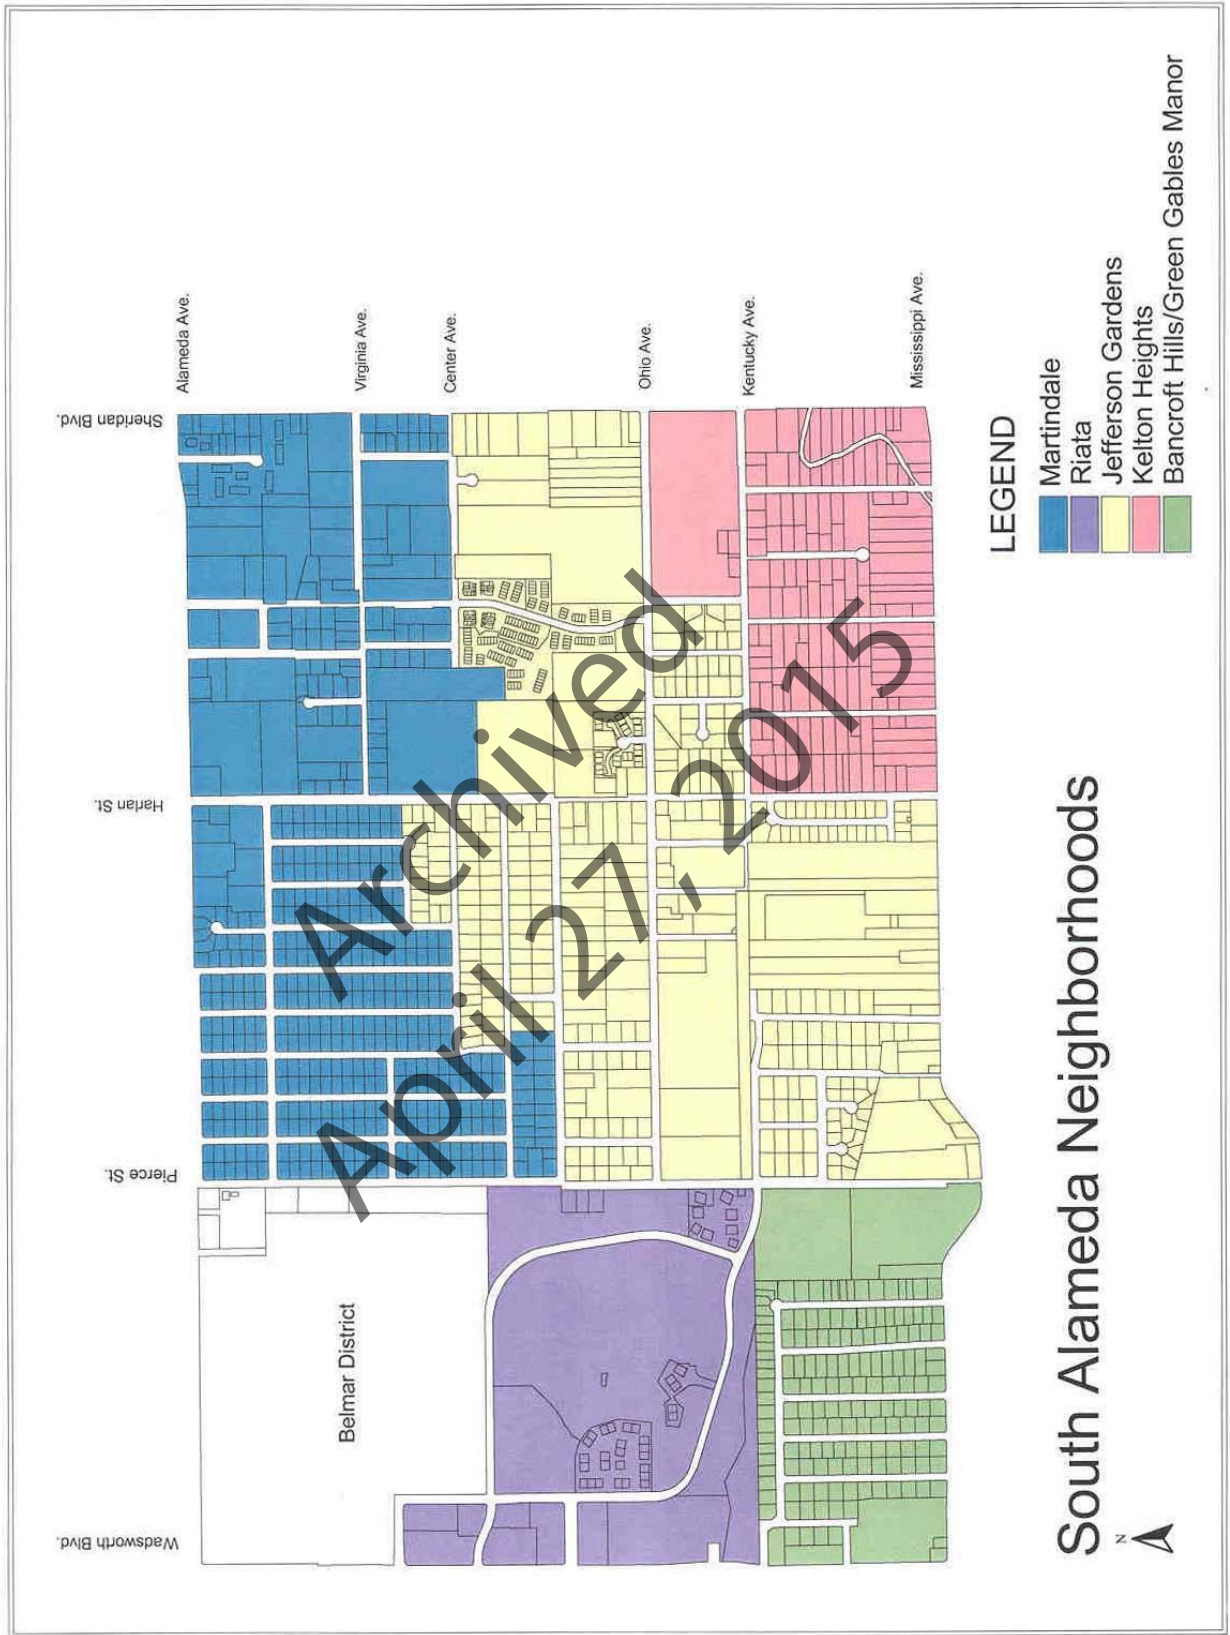 Wadsworth Blvd.
Pierce St.
Harlan St.
Sheridan Blvd.
Alameda Ave.
Virginia Ave.
Center Ave.
Ohio Ave.
Kentucky Ave.
Mississippi Ave.
Belmar District
Archived
April 27, 2015
South Alameda Neighborhoods
N
LEGEND
Martindale
Riata
Jefferson Gardens
Kelton Heights
Bancroft Hills/Green Gables Manor